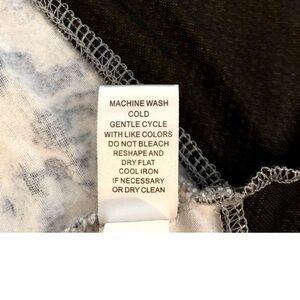 MACHINE WASH
COLD
GENTLE CYCLE
WITH LIKE COLORS
DO NOT BLEACH
RESHAPE AND
DRY FLAT
COOL IRON
IF NECESSARY
OR DRY CLEAN